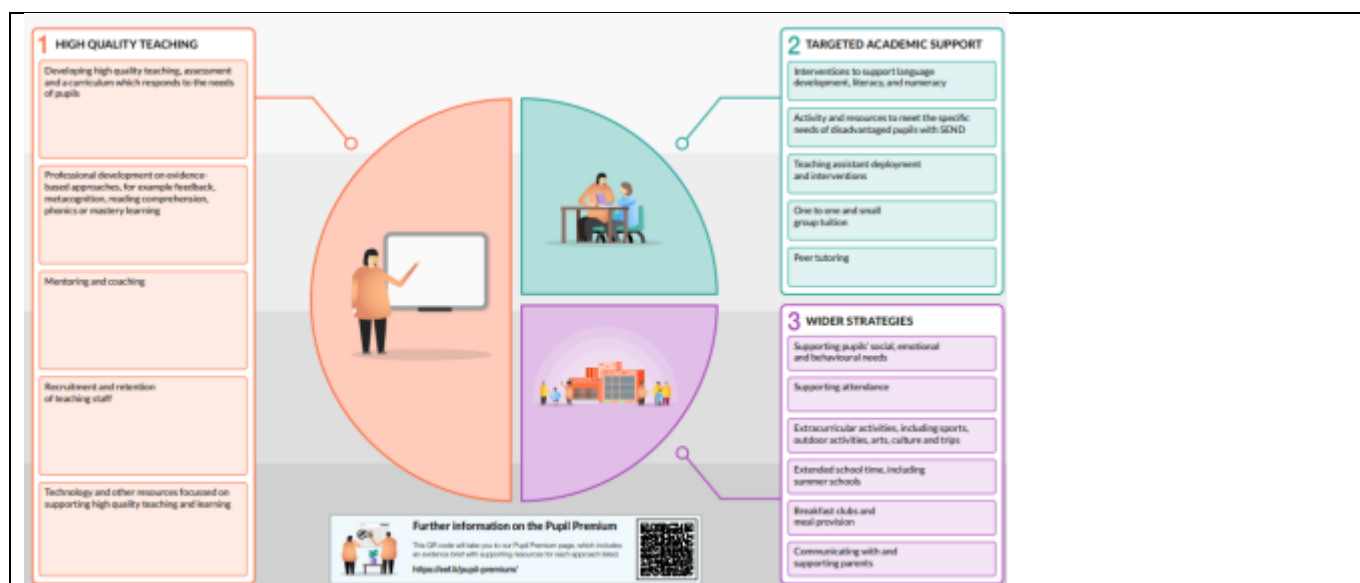 1 HIGH QUALITY TEACHING
Developing high quality teaching, assessment
and a curriculum which responds to the needs
of pupils
Professional development on evidence-
based approaches, for example feedback,
metacognition, reading comprehension,
phonics or mastery learning
Mentoring and coaching
Recruitment and retention
of teaching staff
Technology and other resources focussed on
supporting high quality teaching and learning
2 TARGETED ACADEMIC SUPPORT
Interventions to support language
development, literacy, and numeracy
Activity and resources to meet the specific
needs of disadvantaged pupils with SEND
Teaching assistant deployment
and interventions
One to one and small
group tuition
Peer tutoring
3 WIDER STRATEGIES
Supporting pupils' social, emotional
and behavioural needs
Supporting attendance
Extracurricular activities, including sports,
outdoor activities, arts, culture and trips
Extended school time, including
summer schools
Breakfast clubs and
meal provision
Communicating with and
supporting parents
Further information on the Pupil Premium
This QR code will take you to our Pupil Premium page, which includes
an evidence brief with supporting resources for each approach listed.
https://eef.li/pupil-premium/